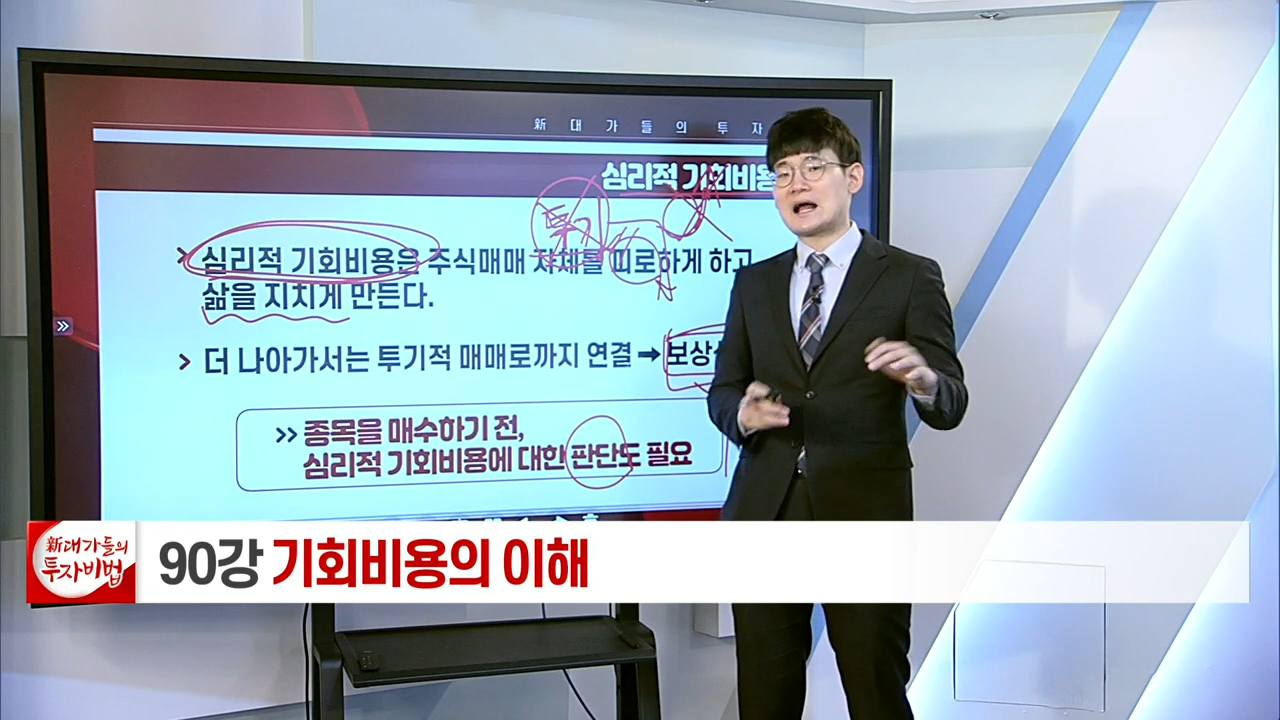 新 대 가 들 의 투 자
심리적 기회비용
심리적 기회비용은 주식매매 자체를 피로하게 하고
삶을 지치게 만든다.
더 나아가서는 투기적 매매로까지 연결 ➡ 보상
>> 종목을 매수하기 전,
심리적 기회비용에 대한 판단도 필요
新대가들의
투자비법
90강 기회비용의 이해